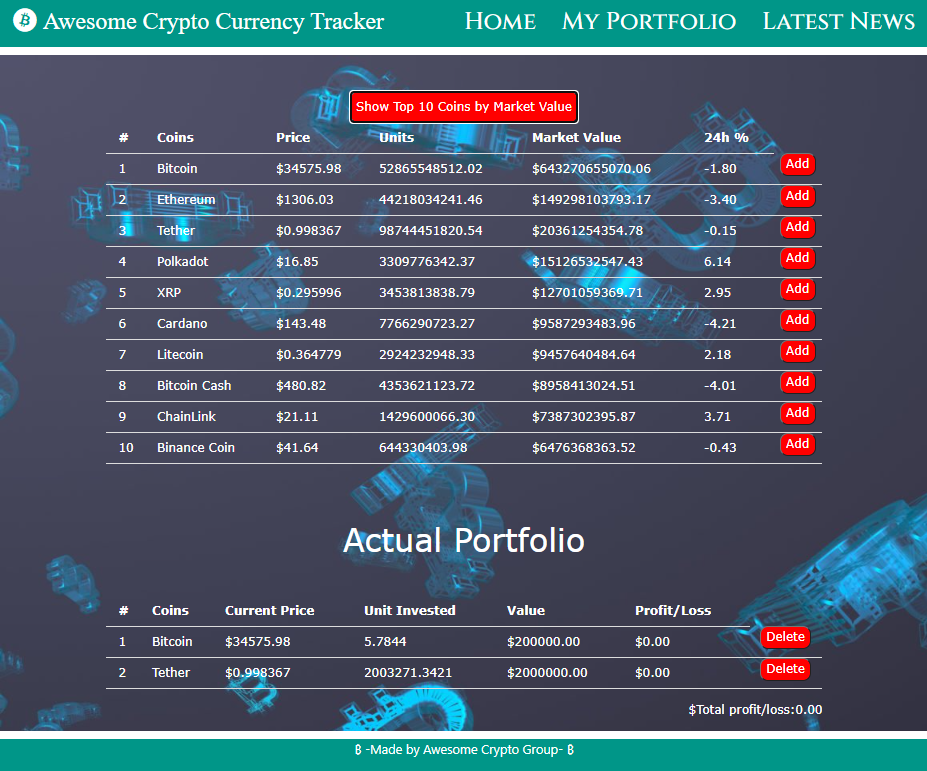 Awesome Crypto Currency Tracker Home My Portfolio Latest News
Show Top 10 Coins by Market Value
# Coins Price Units Market Value 24h %
1 Bitcoin $34575.98 52865548512.02 $643270655070.06 -1.80 Add
2 Ethereum $1306.03 44218034241.46 $149298103793.17 -3.40 Add
3 Tether $0.998367 98744451820.54 $20361254354.78 -0.15 Add
4 Polkadot $16.85 3309776342.37 $15126532547.43 6.14 Add
5 XRP $0.295996 3453813838.79 $12701059369.71 2.95 Add
6 Cardano $143.48 7766290723.27 $9587293483.96 -4.21 Add
7 Litecoin $0.364779 2924232948.33 $9457640484.64 2.18 Add
8 Bitcoin Cash $480.82 4353621123.72 $8958413024.51 -4.01 Add
9 ChainLink $21.11 1429600066.30 $7387302395.87 3.71 Add
10 Binance Coin $41.64 644330403.98 $6476368363.52 -0.43 Add
Actual Portfolio
# Coins Current Price Unit Invested Value Profit/Loss
1 Bitcoin $34575.98 5.7844 $200000.00 $0.00 Delete
2 Tether $0.998367 2003271.3421 $2000000.00 $0.00 Delete
$Total profit/loss:0.00
₿ -Made by Awesome Crypto Group- ₿